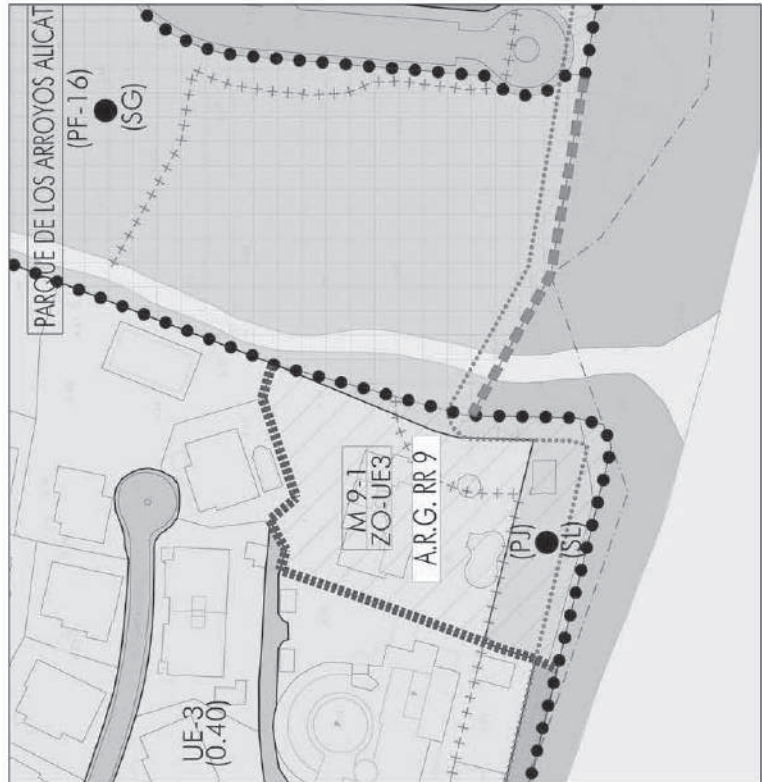 PARQUE DE LOS ARROYOS ALICAT
(PF-16)
(SG)
M 9-1
ZO-UE3
A.R.G. RR 9
(PJ)
(SL)
UE-3
(0.40)